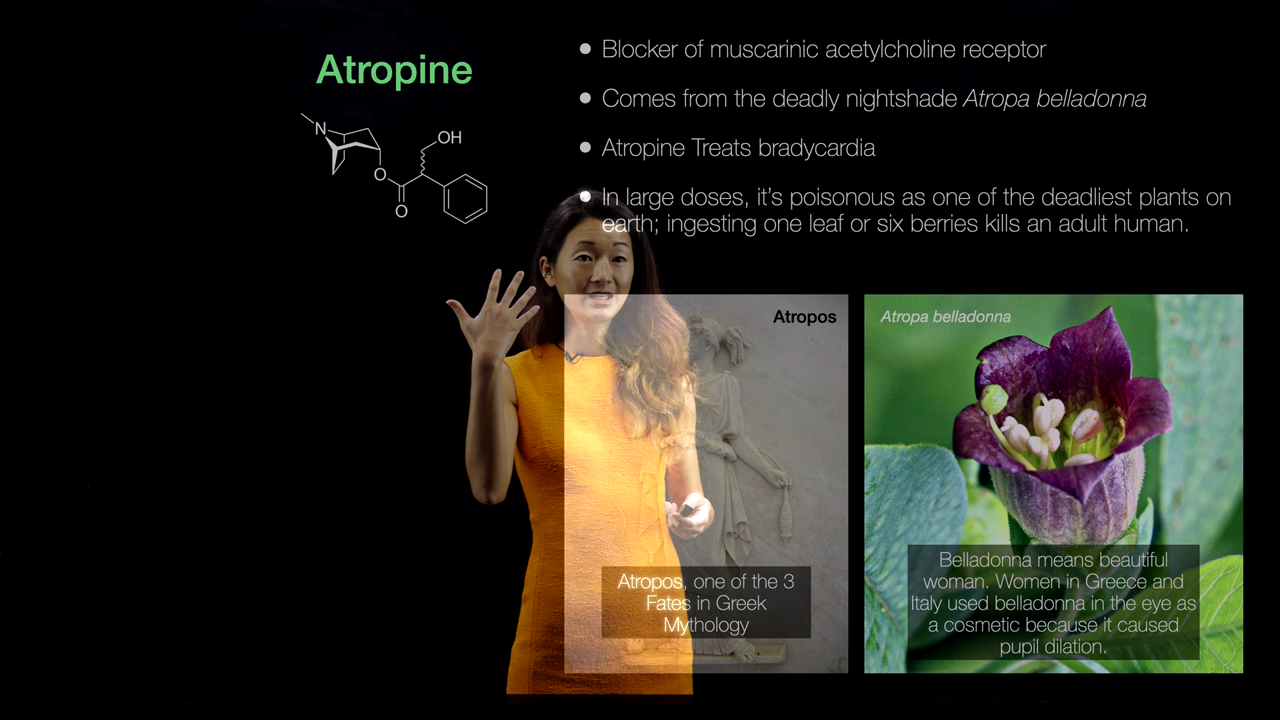 Atropine
N
OH
O
O
Blocker of muscarinic acetylcholine receptor
Comes from the deadly nightshade Atropa belladonna
Atropine Treats bradycardia
In large doses, it's poisonous as one of the deadliest plants on
earth; ingesting one leaf or six berries kills an adult human.
Atropos
Atropos, one of the 3
Fates in Greek
Mythology
Atropa belladonna
Belladonna means beautiful
woman. Women in Greece and
Italy used belladonna in the eye as
a cosmetic because it caused
pupil dilation.